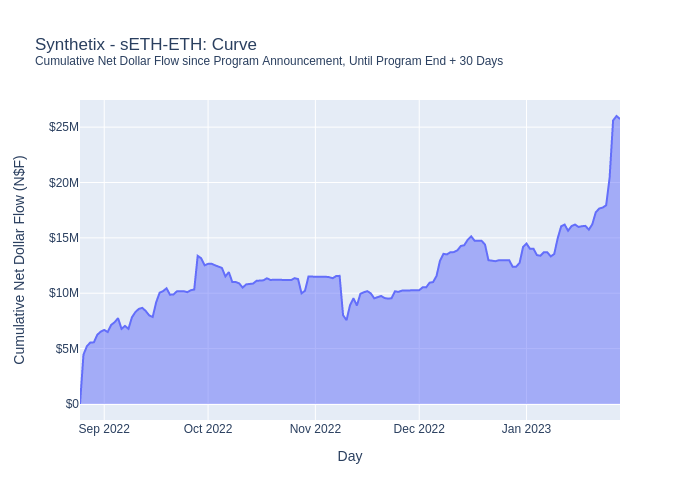 Synthetix - sETH-ETH: Curve
Cumulative Net Dollar Flow since Program Announcement, Until Program End + 30 Days
Cumulative Net Dollar Flow (N$F)
$25M
$20M
$15M
$10M
$5M
$0
Sep 2022
Oct 2022
Nov 2022
Dec 2022
Jan 2023
Day